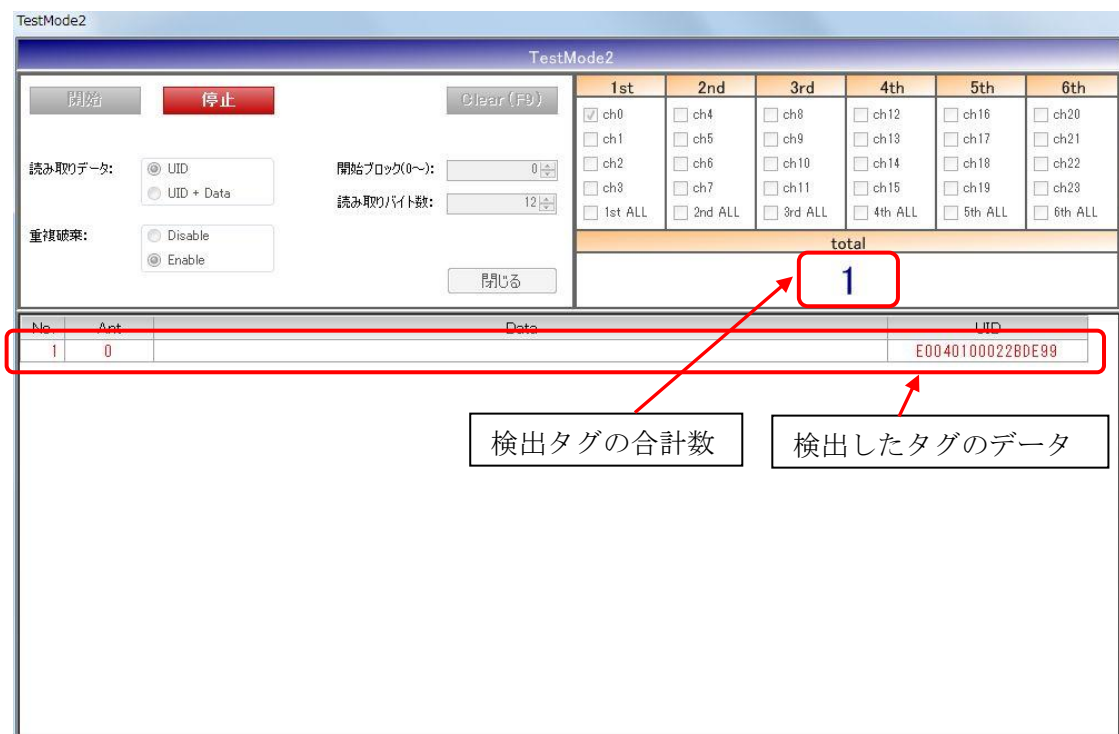 TestMode2
TestMode2
開始
停止
Clear(F9)
読み取りデータ:
UID
UID + Data
開始ブロック(0～):
0
読み取りバイト数:
12
重複破棄:
Disable
Enable
閉じる
1st 2nd 3rd 4th 5th 6th
ch0 ch4 ch8 ch12 ch16 ch20
ch1 ch5 ch9 ch13 ch17 ch21
ch2 ch6 ch10 ch14 ch18 ch22
ch3 ch7 ch11 ch15 ch19 ch23
1st ALL 2nd ALL 3rd ALL 4th ALL 5th ALL 6th ALL
total
1
No. Ant Data UID
1 0 E0040100022BDE99
検出タグの合計数
検出したタグのデータ